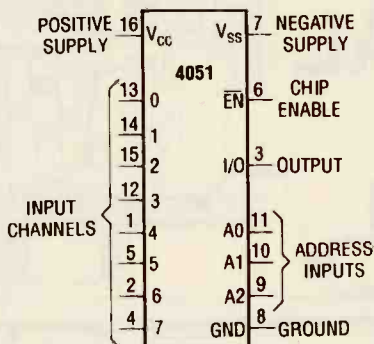 POSITIVE SUPPLY 16 V_CC V_SS 7 NEGATIVE SUPPLY
4051
13 0 EN 6 CHIP ENABLE
14 1
15 2 I/O 3 OUTPUT
12 3
INPUT CHANNELS
1 4 A0 11
5 5 A1 10 ADDRESS INPUTS
2 6 A2 9
4 7 GND 8 GROUND